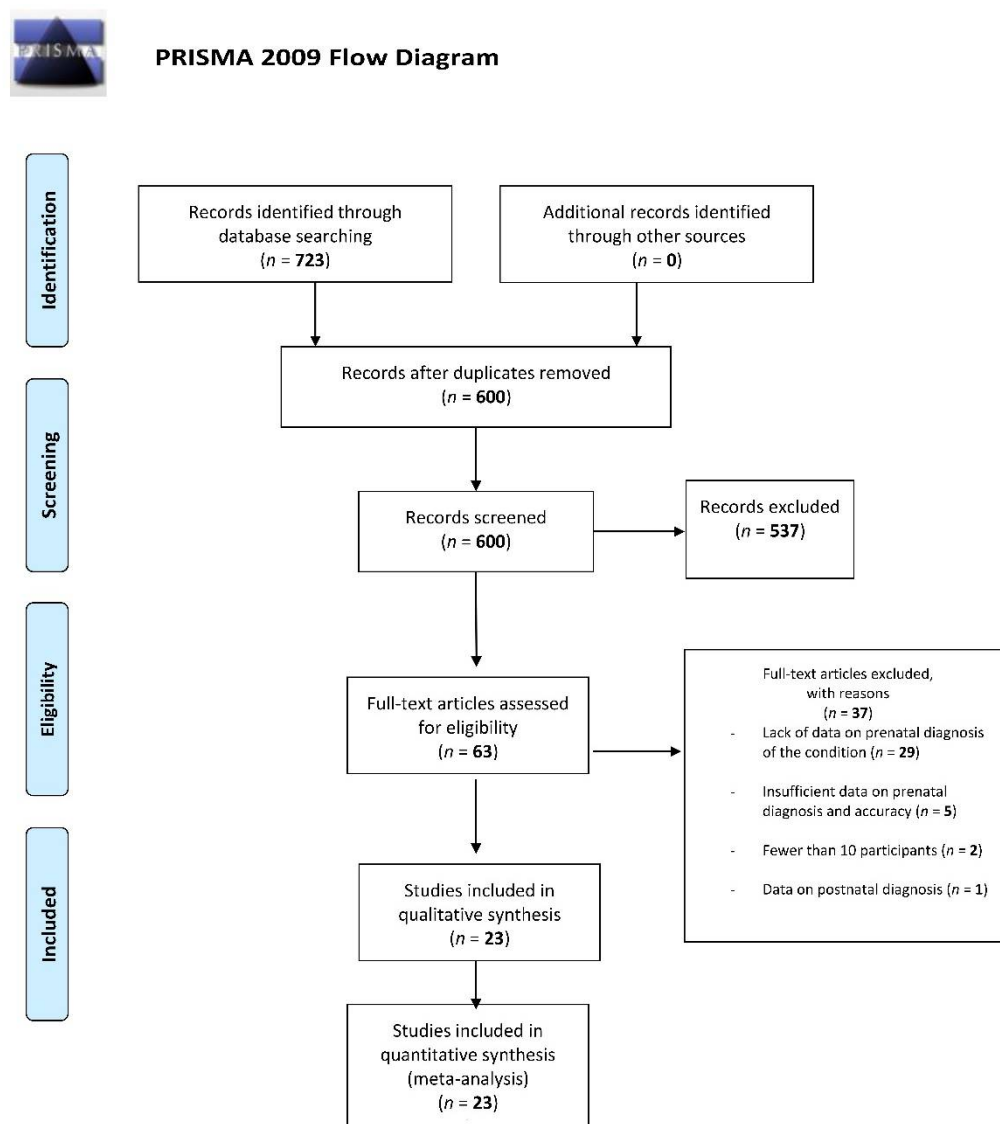 PRISMA
PRISMA 2009 Flow Diagram
Identification
Records identified through
database searching
(n = 723)
Additional records identified
through other sources
(n = 0)
Records after duplicates removed
(n = 600)
Screening
Records screened
(n = 600)
Records excluded
(n = 537)
Eligibility
Full-text articles assessed
for eligibility
(n = 63)
Full-text articles excluded,
with reasons
(n = 37)
- Lack of data on prenatal diagnosis
of the condition (n = 29)
- Insufficient data on prenatal
diagnosis and accuracy (n = 5)
- Fewer than 10 participants (n = 2)
- Data on postnatal diagnosis (n = 1)
Included
Studies included in
qualitative synthesis
(n = 23)
Studies included in
quantitative synthesis
(meta-analysis)
(n = 23)